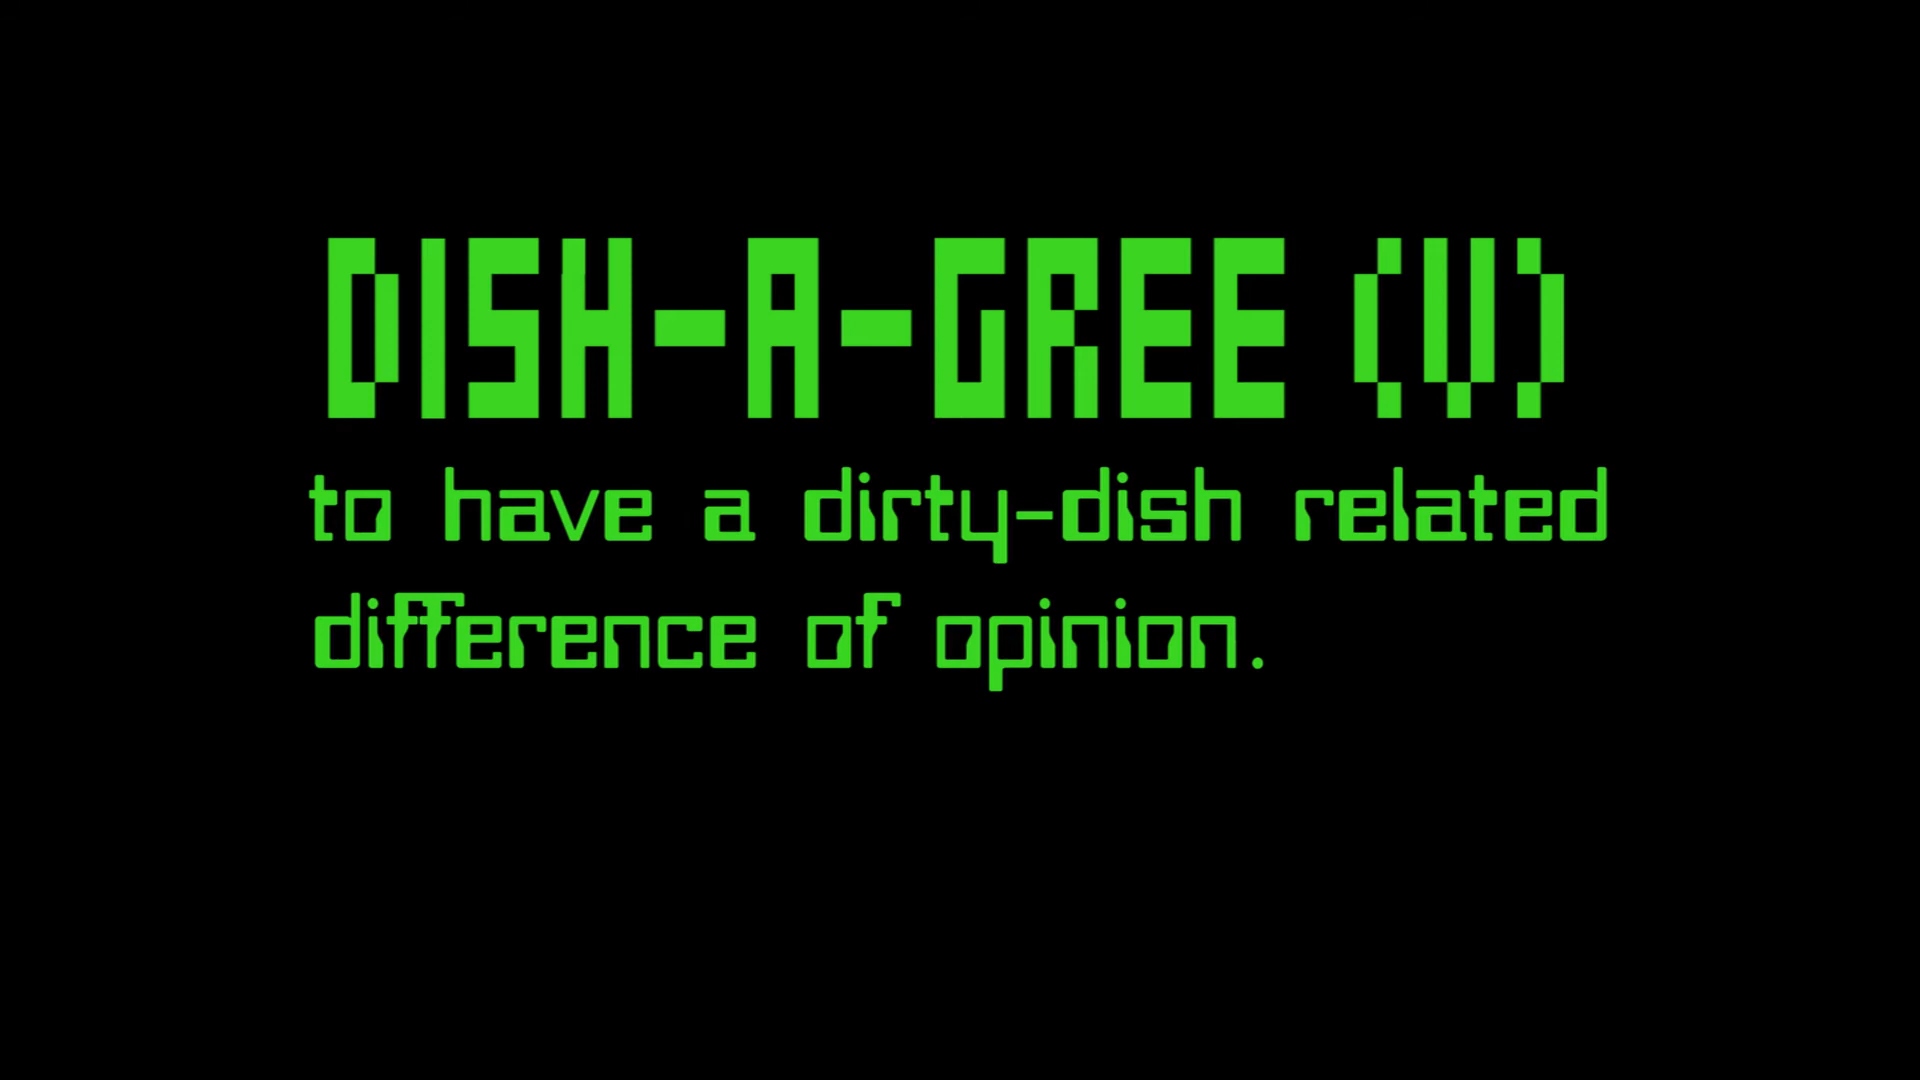 DISH-A-GREE (V)
to have a dirty-dish related
difference of opinion.